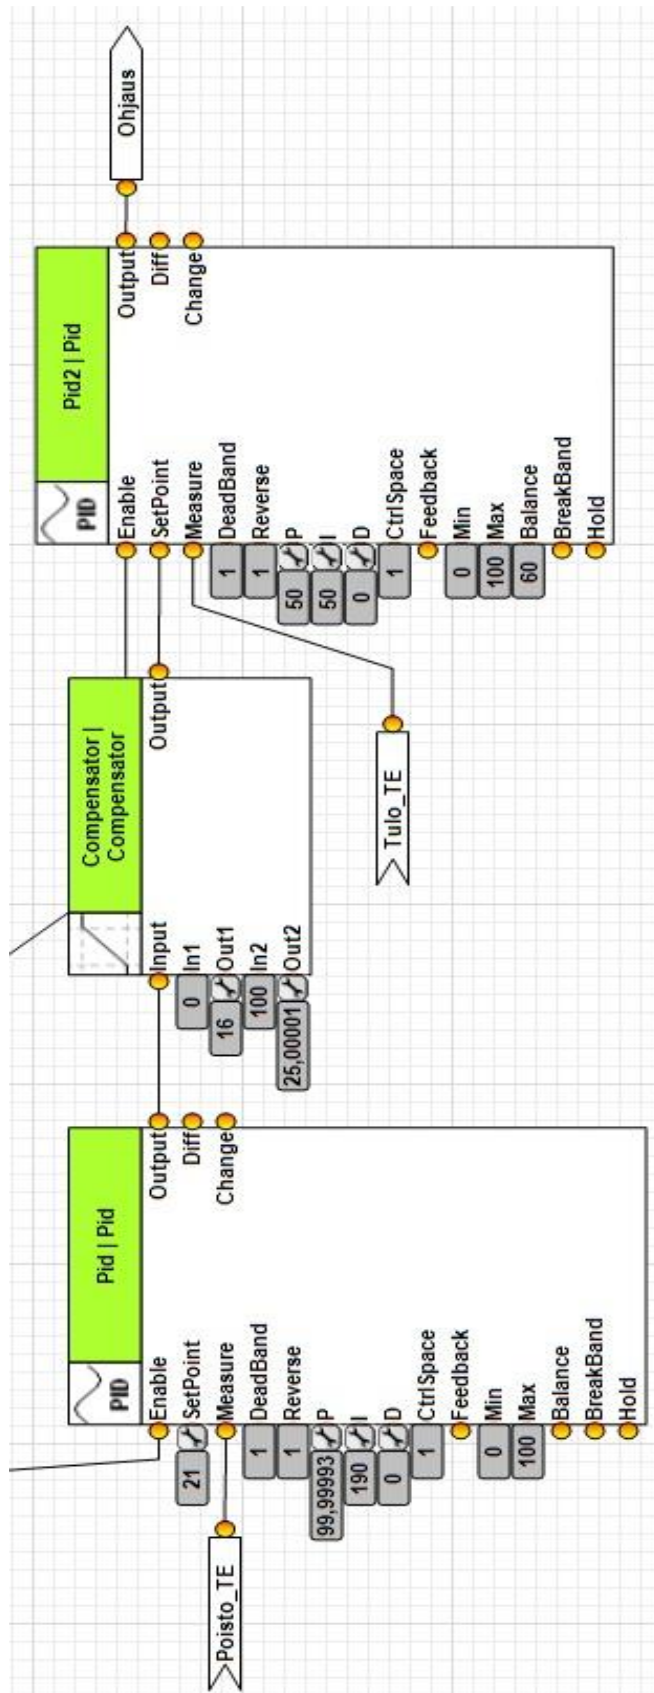 Poisto_TE
PID
Pid | Pid
Enable
21
SetPoint
Measure
1
DeadBand
1
Reverse
99,99993
P
190
I
0
D
1
CtrlSpace
Feedback
0
Min
100
Max
Balance
BreakBand
Hold
Output
Diff
Change
Compensator |
Compensator
Input
0
In1
16
Out1
100
In2
25,00001
Out2
Output
Tulo_TE
PID
Pid2 | Pid
Enable
SetPoint
Measure
1
DeadBand
1
Reverse
50
P
50
I
0
D
1
CtrlSpace
Feedback
0
Min
100
Max
60
Balance
BreakBand
Hold
Output
Diff
Change
Ohjaus